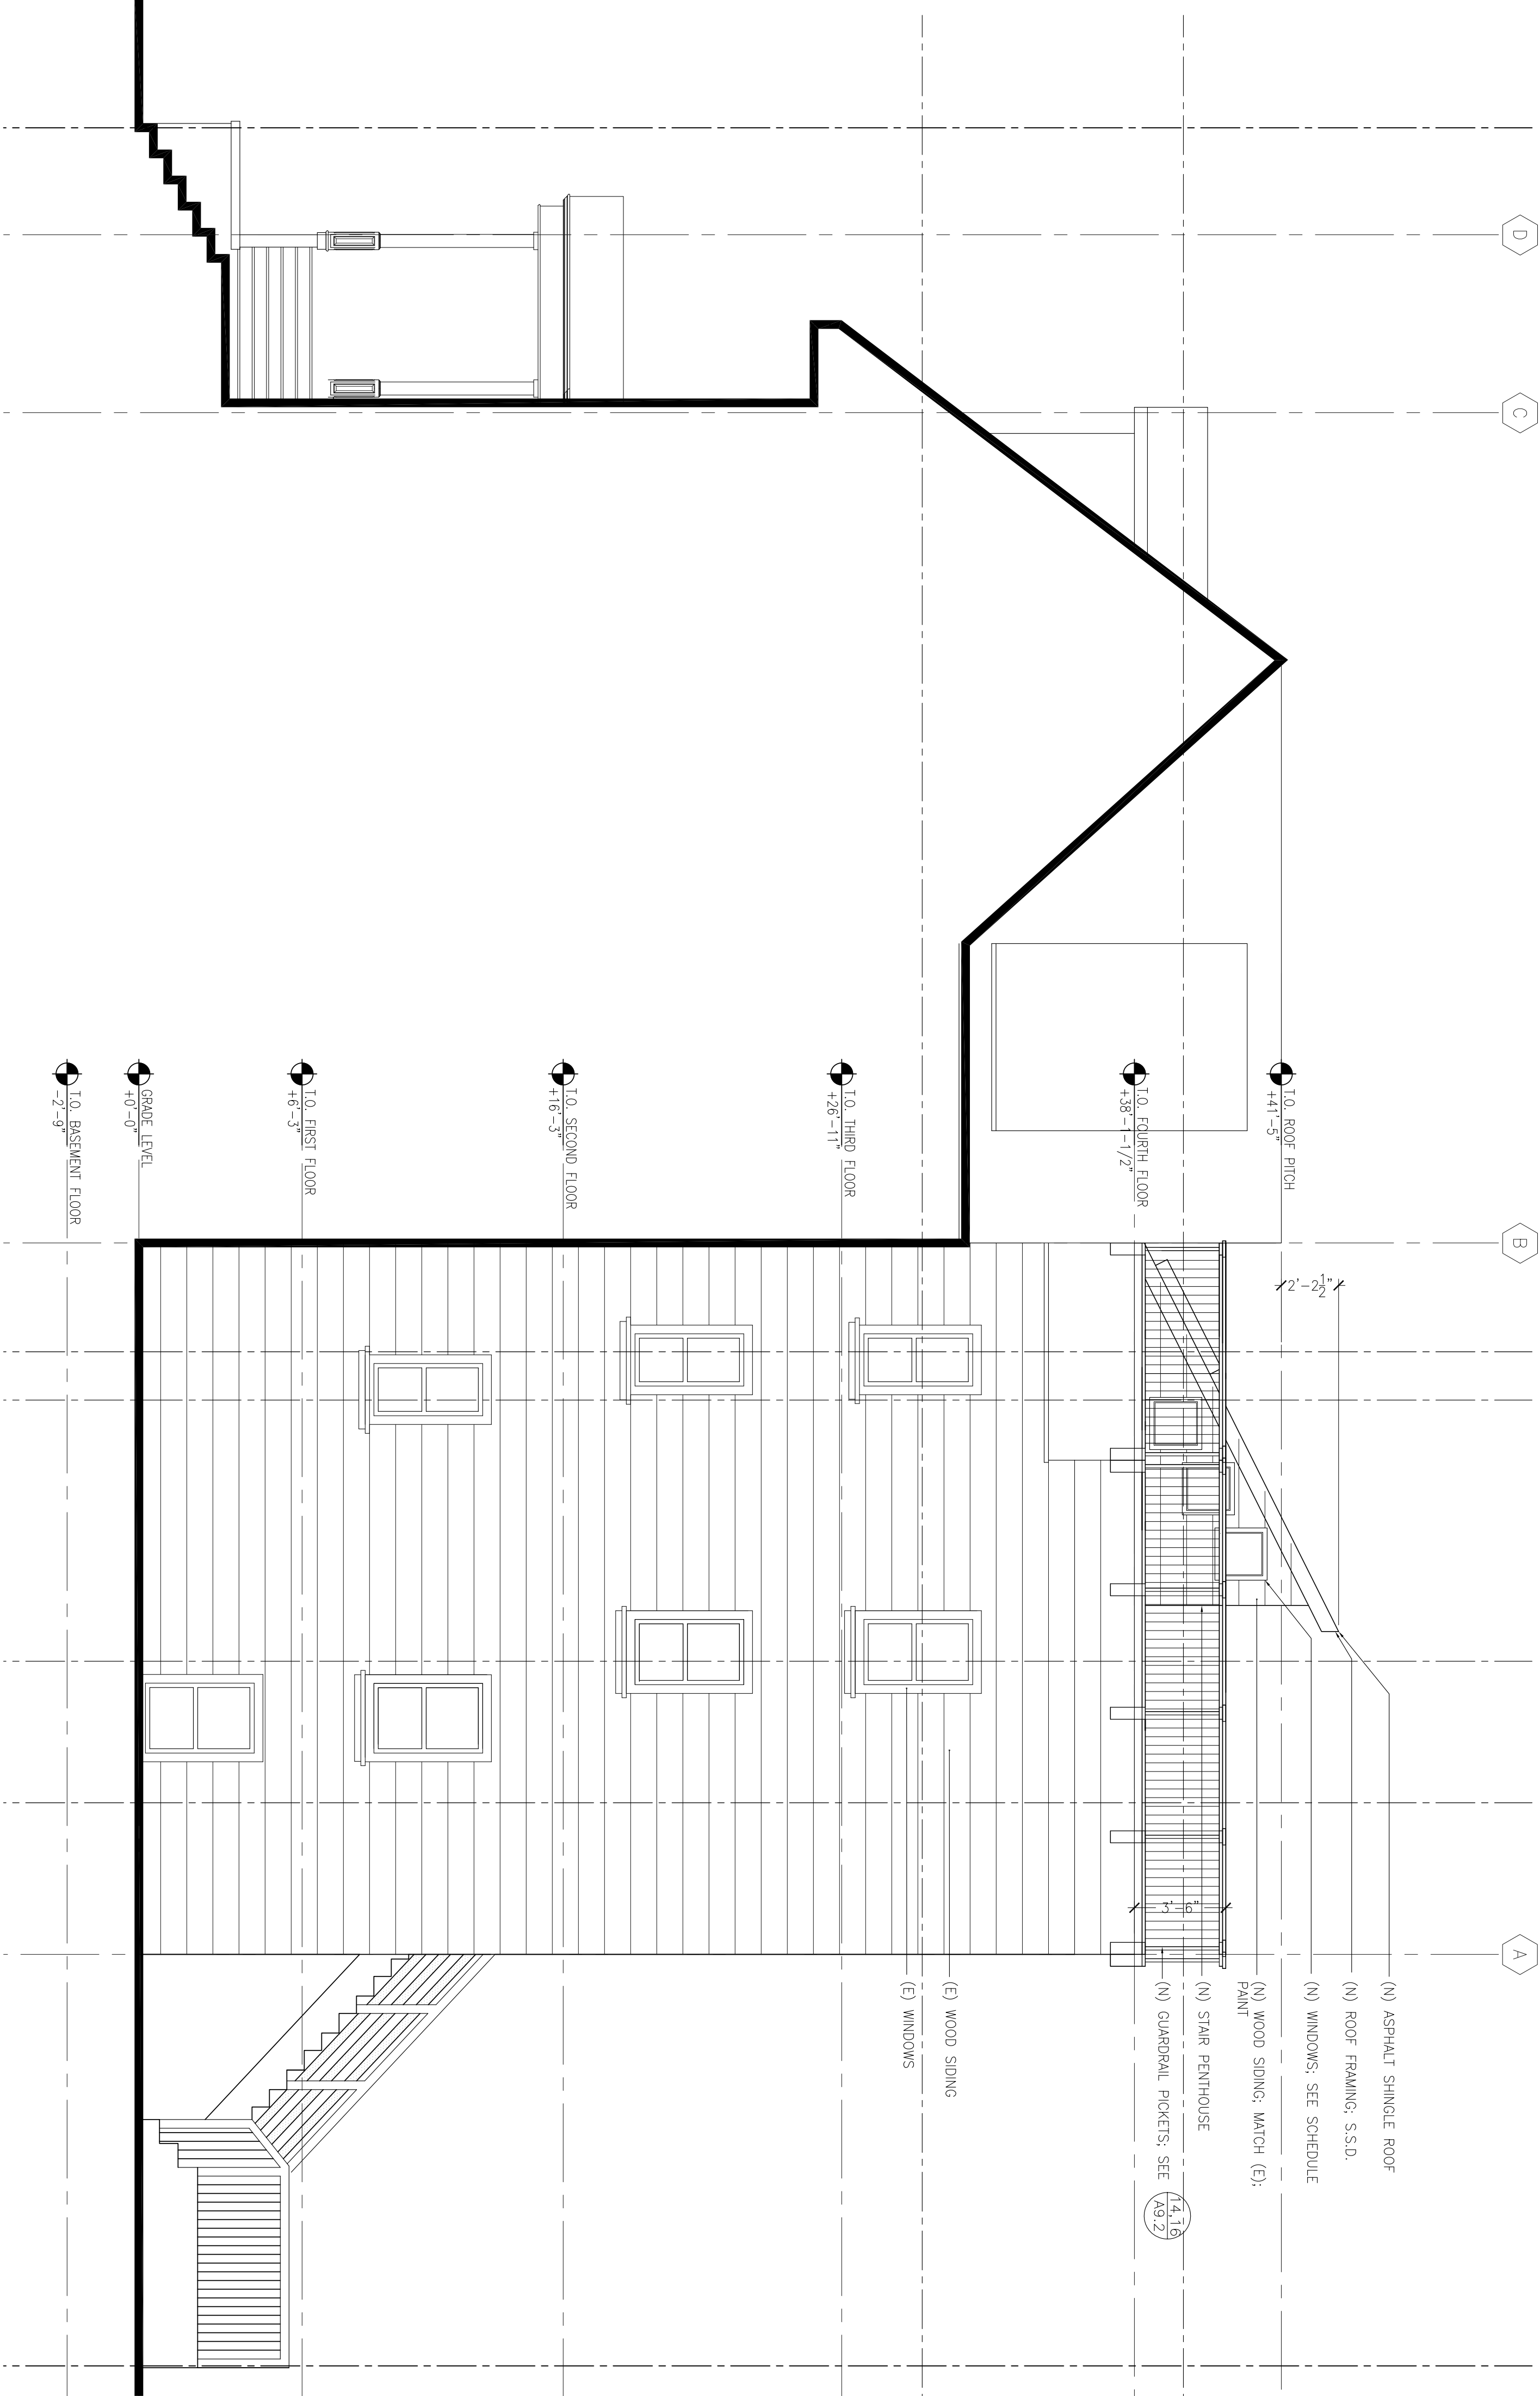 D
C
B
A
2'-2 1/2"
T.O. ROOF PITCH
+41'-5"
T.O. FOURTH FLOOR
+38'-1-1/2"
T.O. THIRD FLOOR
+26'-11"
T.O. SECOND FLOOR
+16'-3"
T.O. FIRST FLOOR
+6'-3"
GRADE LEVEL
+0'-0"
T.O. BASEMENT FLOOR
-2'-9"
3'-6"
(N) ASPHALT SHINGLE ROOF
(N) ROOF FRAMING; S.S.D.
(N) WINDOWS; SEE SCHEDULE
(N) WOOD SIDING; MATCH (E);
PAINT
(N) STAIR PENTHOUSE
(N) GUARDRAIL PICKETS; SEE
14,16
A9.2
(E) WOOD SIDING
(E) WINDOWS